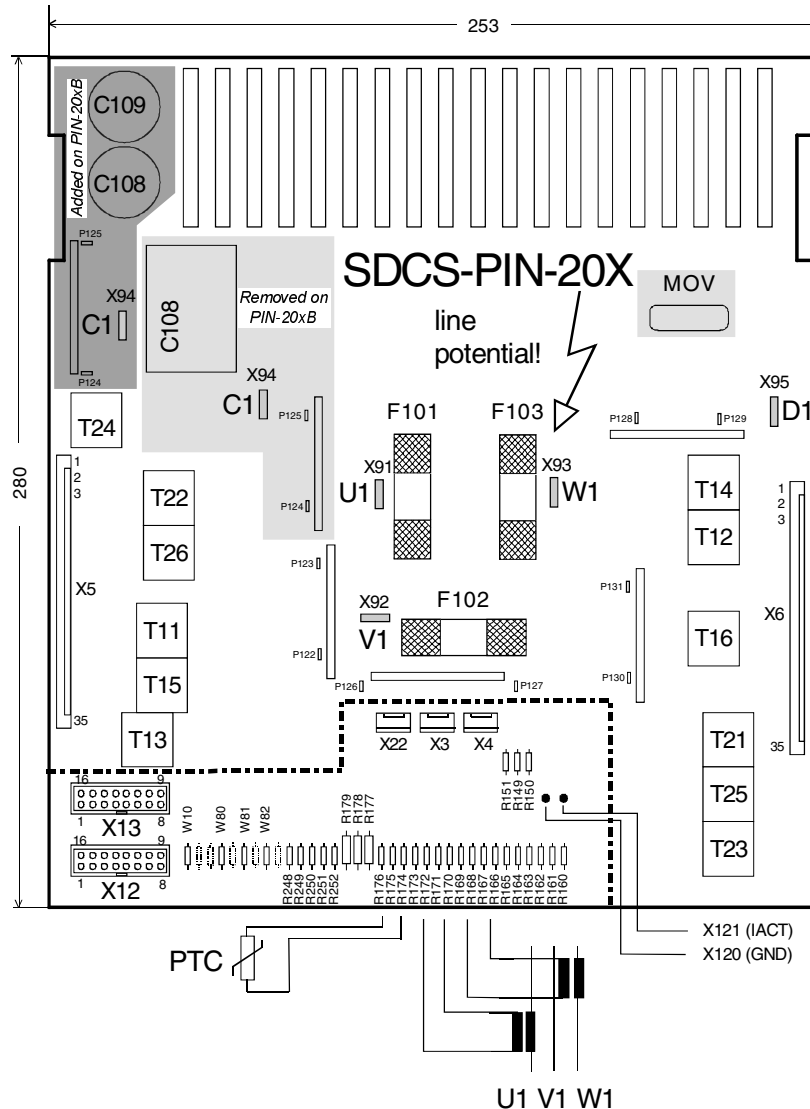 253
280
C109
C108
Added on PIN-20xB
P125
X94
C1
P124
C108
Removed on
PIN-20xB
X94
C1
P125
P124
SDCS-PIN-20X
line
potential!
MOV
X95
D1
P128
P129
F101
F103
X91
U1
X93
W1
T24
1
2
3
X5
35
T22
T26
T11
T15
T13
P123
P122
X92
V1
F102
P126
P127
P131
P130
T14
T12
T16
1
2
3
X6
35
T21
T25
T23
X22
X3
X4
R151
R149
R150
16
9
1
X13
8
16
9
1
X12
8
W10
W80
W81
W82
R179
R178
R177
R248
R249
R250
R251
R252
R176
R175
R174
R173
R172
R171
R170
R169
R168
R167
R166
R165
R164
R163
R162
R161
R160
X121 (IACT)
X120 (GND)
PTC
U1 V1 W1